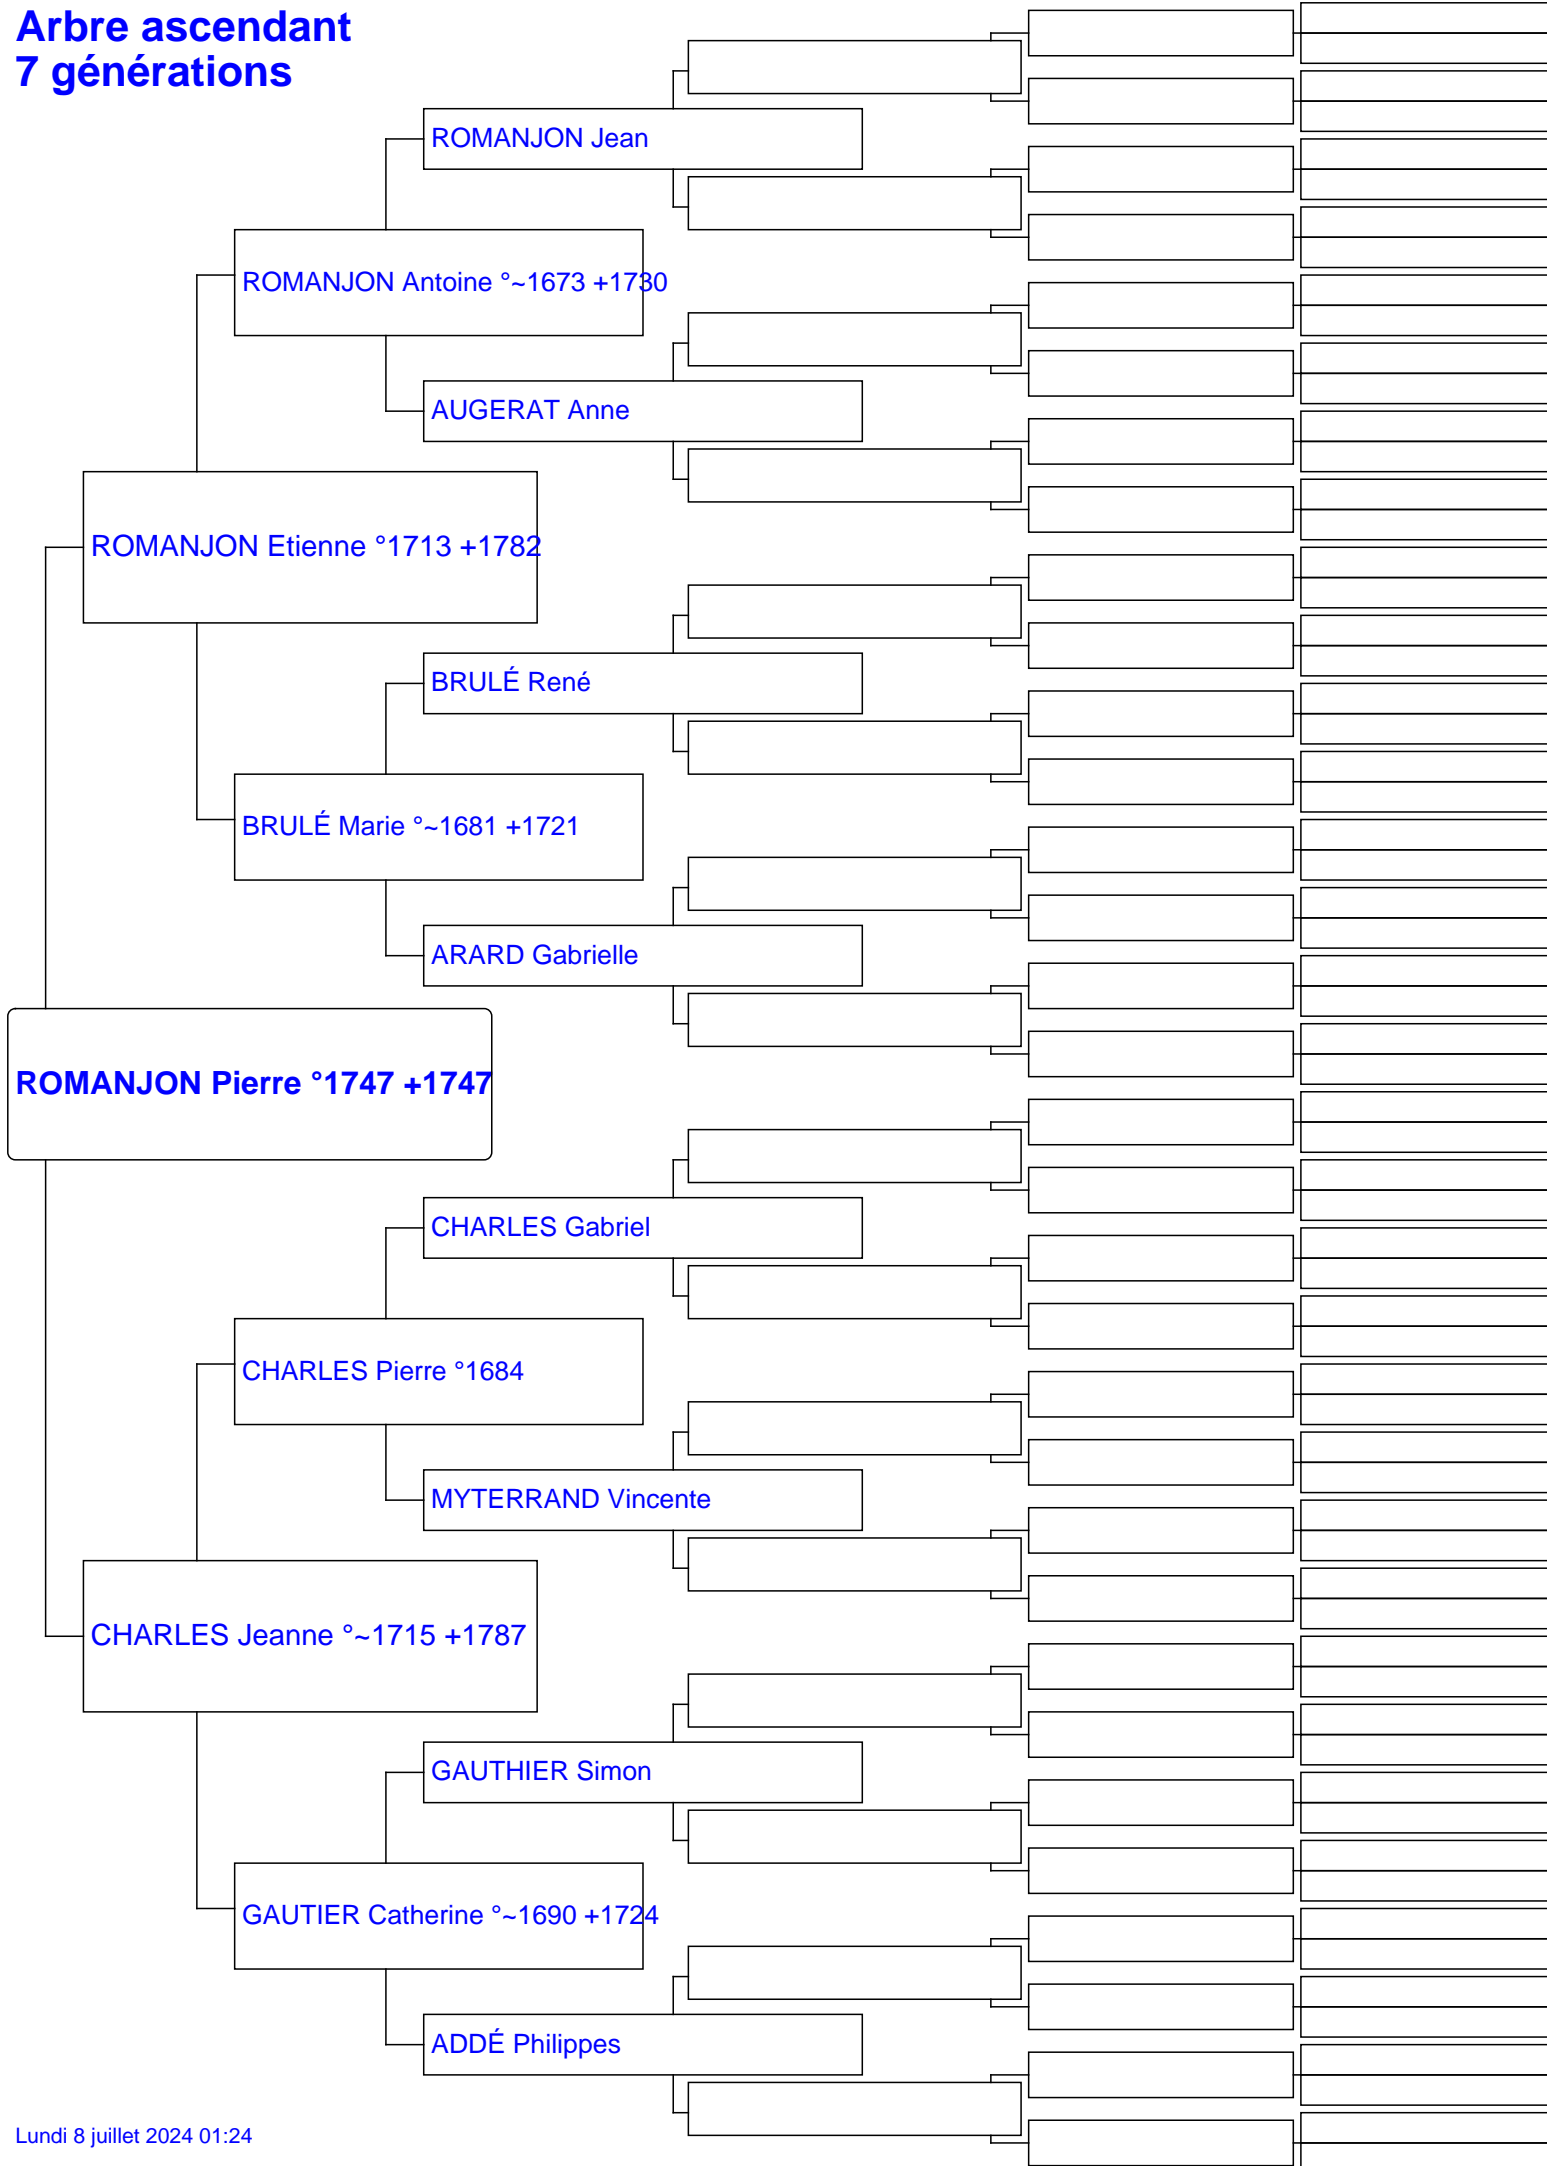 Arbre ascendant
7 générations
ROMANJON Jean
ROMANJON Antoine °~1673 +1730
AUGERAT Anne
ROMANJON Etienne °1713 +1782
BRULÉ René
BRULÉ Marie °~1681 +1721
ARARD Gabrielle
ROMANJON Pierre °1747 +1747
CHARLES Gabriel
CHARLES Pierre °1684
MYTERRAND Vincente
CHARLES Jeanne °~1715 +1787
GAUTHIER Simon
GAUTIER Catherine °~1690 +1724
ADDÉ Philippes
Lundi 8 juillet 2024 01:24